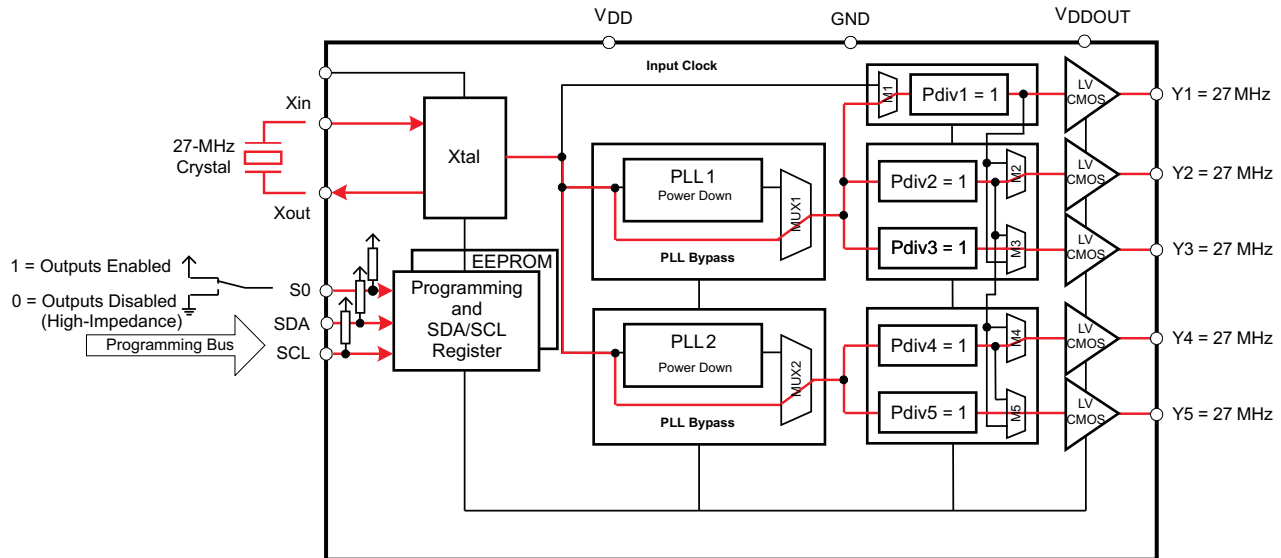 VDD
GND
VDDOUT
Input Clock
Xin
27-MHz
Crystal
Xout
Xtal
M1
Pdiv1 = 1
LV
CMOS
Y1 = 27 MHz
PLL1
Power Down
MUX1
PLL Bypass
Pdiv2 = 1
M2
LV
CMOS
Y2 = 27 MHz
Pdiv3 = 1
M3
LV
CMOS
Y3 = 27 MHz
1 = Outputs Enabled
0 = Outputs Disabled
(High-Impedance)
Programming Bus
S0
SDA
SCL
EEPROM
Programming
and
SDA/SCL
Register
PLL2
Power Down
MUX2
PLL Bypass
Pdiv4 = 1
M4
LV
CMOS
Y4 = 27 MHz
Pdiv5 = 1
M5
LV
CMOS
Y5 = 27 MHz